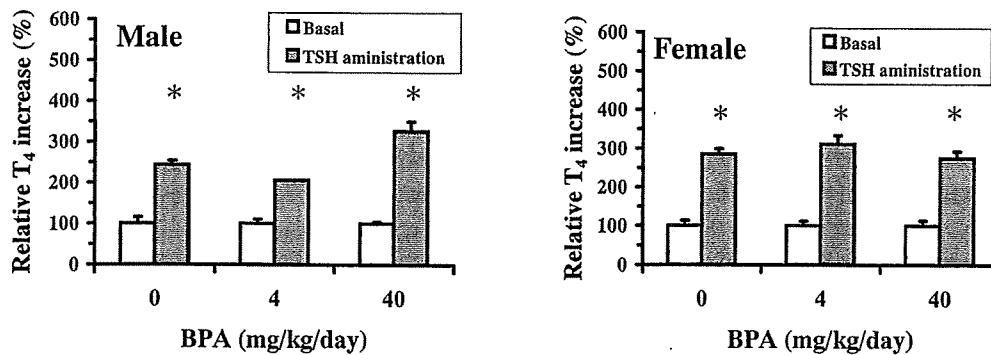 Male
Basal
TSH aministration
Relative T4 increase (%)
600
500
400
300
200
100
0
* * *
0 4 40
BPA (mg/kg/day)
Female
Basal
TSH aministration
Relative T4 increase (%)
600
500
400
300
200
100
0
* * *
0 4 40
BPA (mg/kg/day)